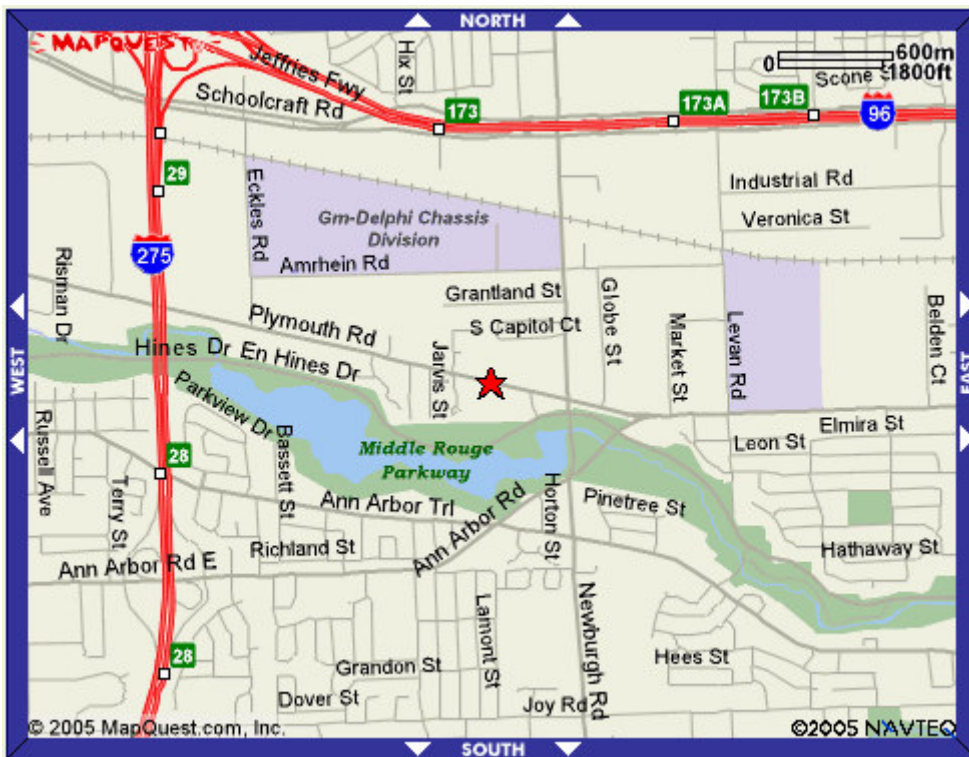 NORTH
MAPQUEST
Jeffries Fwy
Hix St
0
600m
1800ft
Scone S
Schoolcraft Rd
173
173A
173B
96
29
Eckles Rd
Industrial Rd
Gm-Delphi Chassis
Division
Veronica St
275
Risman Dr
Amrhein Rd
Grantland St
Globe St
Plymouth Rd
S Capitol Ct
Market St
Levan Rd
Belden Ct
WEST
EAST
Hines Dr
En Hines Dr
Jarvis St
Parkview Dr
Elmira St
Russell Ave
Bassett St
Middle Rouge
Parkway
Leon St
28
Terry St
Ann Arbor Trl
Ann Arbor Rd
Horton St
Pinetree St
Richland St
Hathaway St
Ann Arbor Rd E
Lamont St
Newburgh Rd
28
Grandon St
Hees St
Dover St
Joy Rd
© 2005 MapQuest.com, Inc.
©2005 NAVTEQ
SOUTH